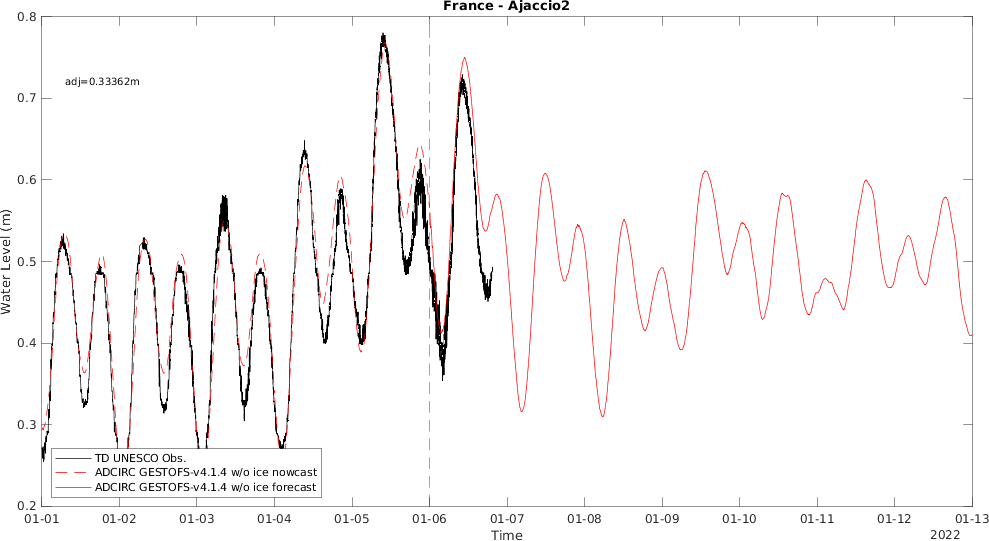 France - Ajaccio2
adj=0.33362m
Water Level (m)
0.8
0.7
0.6
0.5
0.4
0.3
0.2
TD UNESCO Obs.
ADCIRC GESTOFS-v4.1.4 w/o ice nowcast
ADCIRC GESTOFS-v4.1.4 w/o ice forecast
01-01 01-02 01-03 01-04 01-05 01-06 01-07 01-08 01-09 01-10 01-11 01-12 01-13
Time
2022